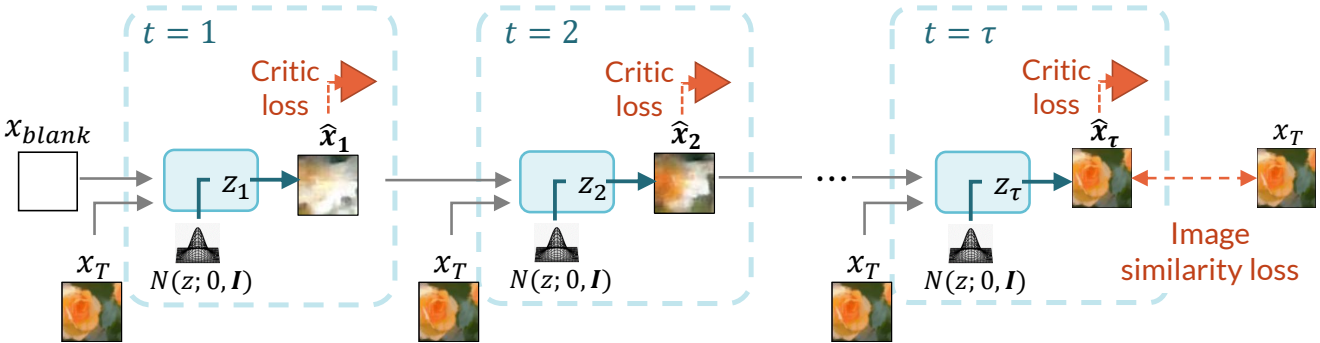 t = 1
t = 2
t = τ
Critic
loss
Critic
loss
Critic
loss
x_blank
x̂_1
x̂_2
x̂_τ
x_T
z_1
z_2
...
z_τ
x_T
N(z; 0, I)
x_T
N(z; 0, I)
x_T
N(z; 0, I)
Image
similarity loss